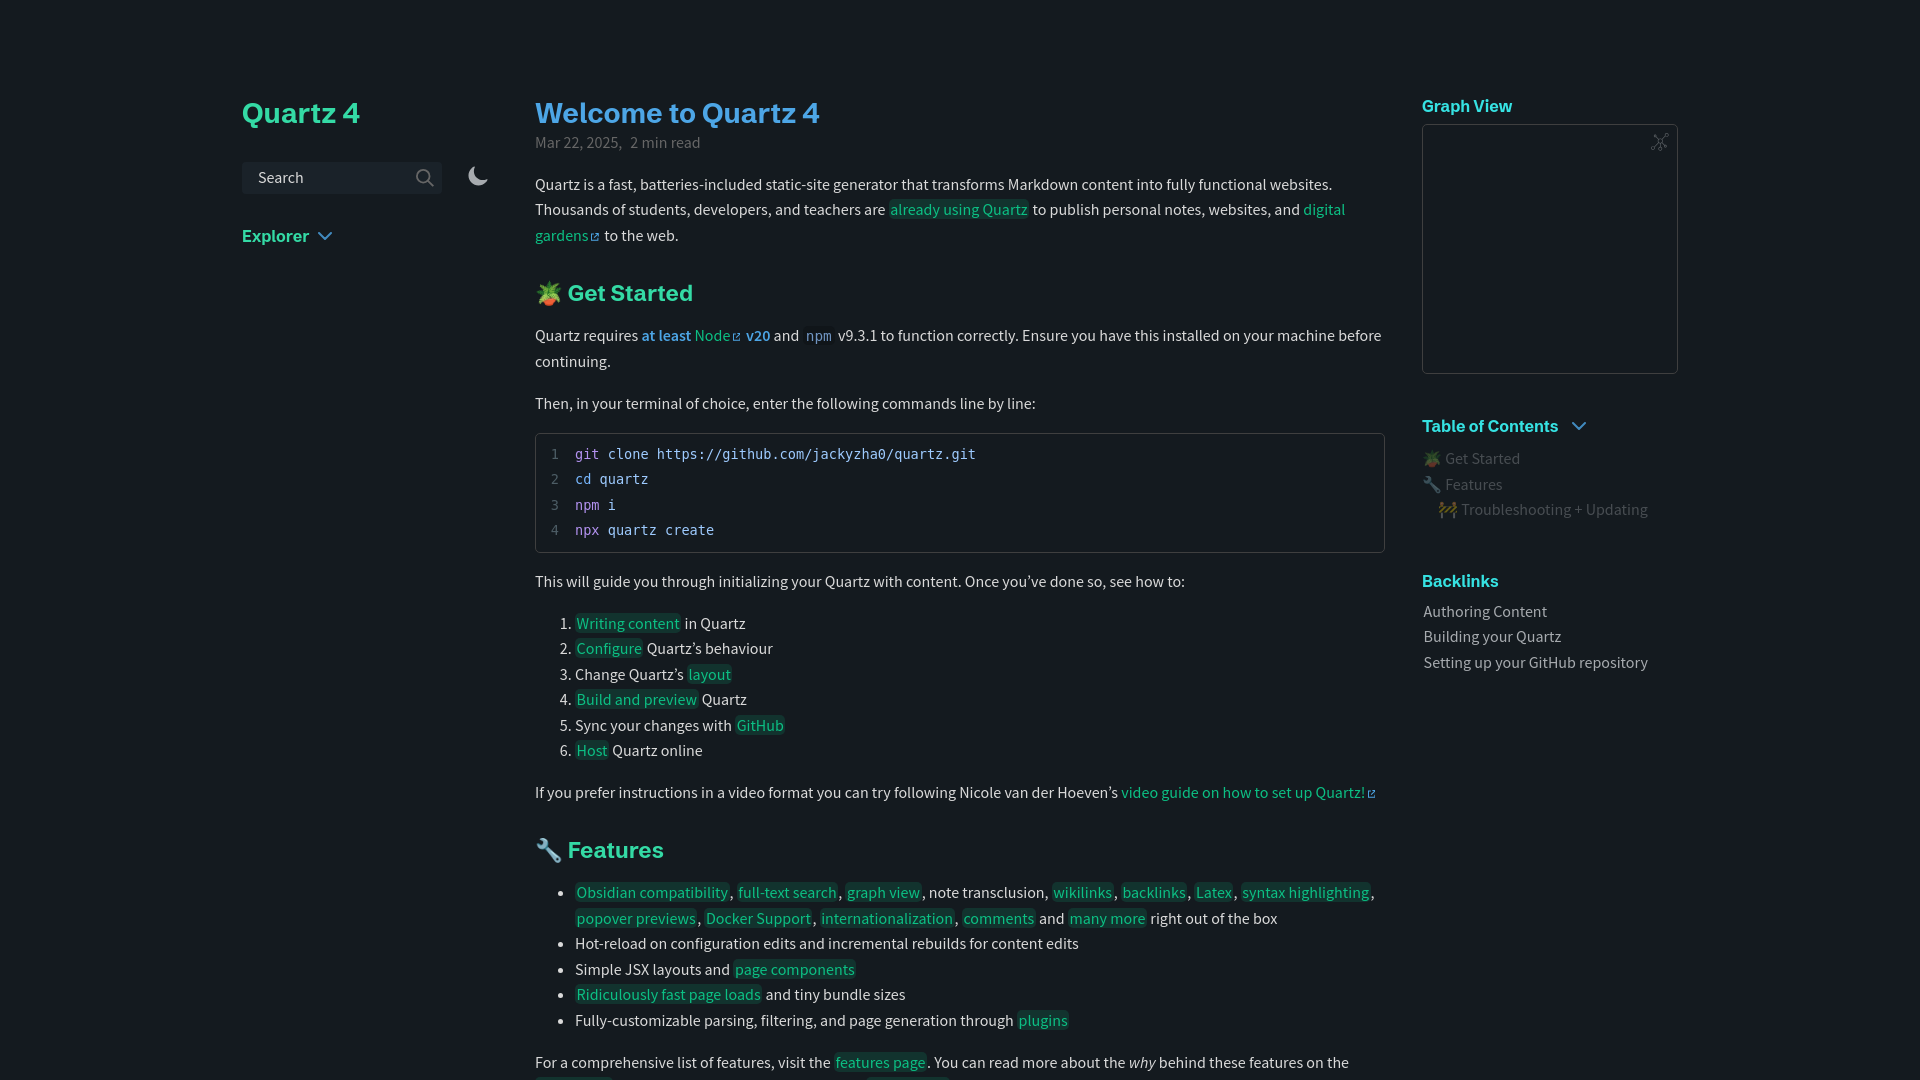 Quartz 4
Search
Explorer
Welcome to Quartz 4
Mar 22, 2025, 2 min read
Quartz is a fast, batteries-included static-site generator that transforms Markdown content into fully functional websites.
Thousands of students, developers, and teachers are already using Quartz to publish personal notes, websites, and digital
gardens to the web.
🪴 Get Started
Quartz requires at least Node v20 and npm v9.3.1 to function correctly. Ensure you have this installed on your machine before
continuing.
Then, in your terminal of choice, enter the following commands line by line:
1 git clone https://github.com/jackyzha0/quartz.git
2 cd quartz
3 npm i
4 npx quartz create
This will guide you through initializing your Quartz with content. Once you’ve done so, see how to:
1. Writing content in Quartz
2. Configure Quartz’s behaviour
3. Change Quartz’s layout
4. Build and preview Quartz
5. Sync your changes with GitHub
6. Host Quartz online
If you prefer instructions in a video format you can try following Nicole van der Hoeven’s video guide on how to set up Quartz!
🔧 Features
• Obsidian compatibility, full-text search, graph view, note transclusion, wikilinks, backlinks, Latex, syntax highlighting,
popover previews, Docker Support, internationalization, comments and many more right out of the box
• Hot-reload on configuration edits and incremental rebuilds for content edits
• Simple JSX layouts and page components
• Ridiculously fast page loads and tiny bundle sizes
• Fully-customizable parsing, filtering, and page generation through plugins
For a comprehensive list of features, visit the features page. You can read more about the why behind these features on the
Graph View
Table of Contents
🪴 Get Started
🔧 Features
🚧 Troubleshooting + Updating
Backlinks
Authoring Content
Building your Quartz
Setting up your GitHub repository